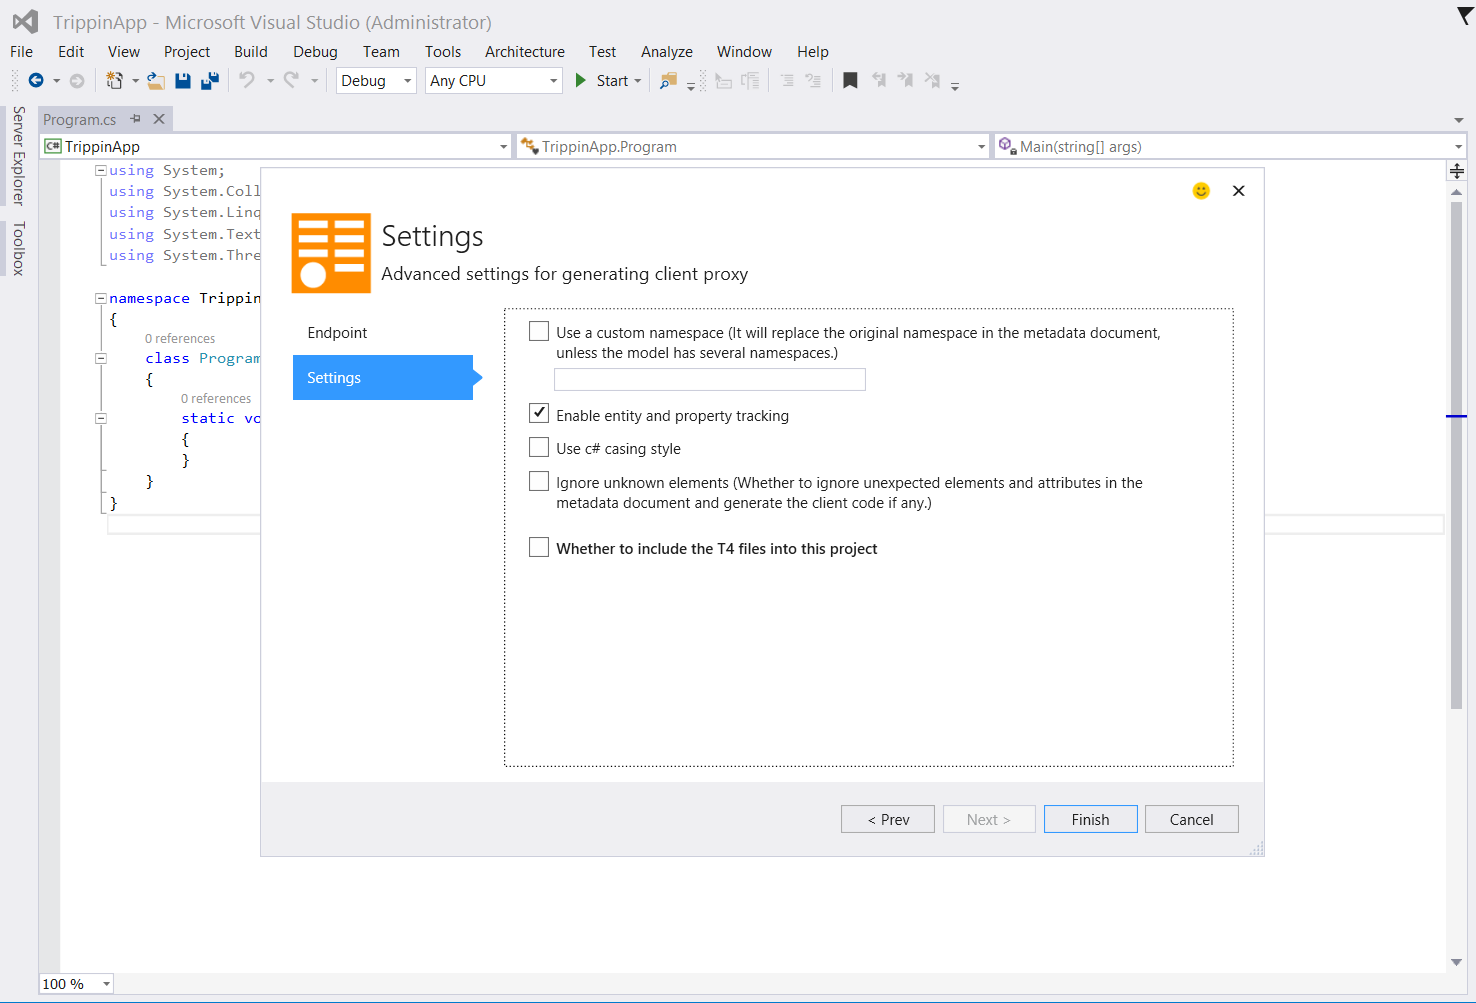 TrippinApp - Microsoft Visual Studio (Administrator)
File Edit View Project Build Debug Team Tools Architecture Test Analyze Window Help
Debug Any CPU Start
Server Explorer
Toolbox
Program.cs
C# TrippinApp TrippinApp.Program Main(string[] args)
using System;
using System.Coll
using System.Linq
using System.Text
using System.Thre
namespace Trippin
{
0 references
class Program
{
0 references
static vo
{
}
}
}
Settings
Advanced settings for generating client proxy
Endpoint
Settings
Use a custom namespace (It will replace the original namespace in the metadata document,
unless the model has several namespaces.)
Enable entity and property tracking
Use c# casing style
Ignore unknown elements (Whether to ignore unexpected elements and attributes in the
metadata document and generate the client code if any.)
Whether to include the T4 files into this project
< Prev Next > Finish Cancel
100 %